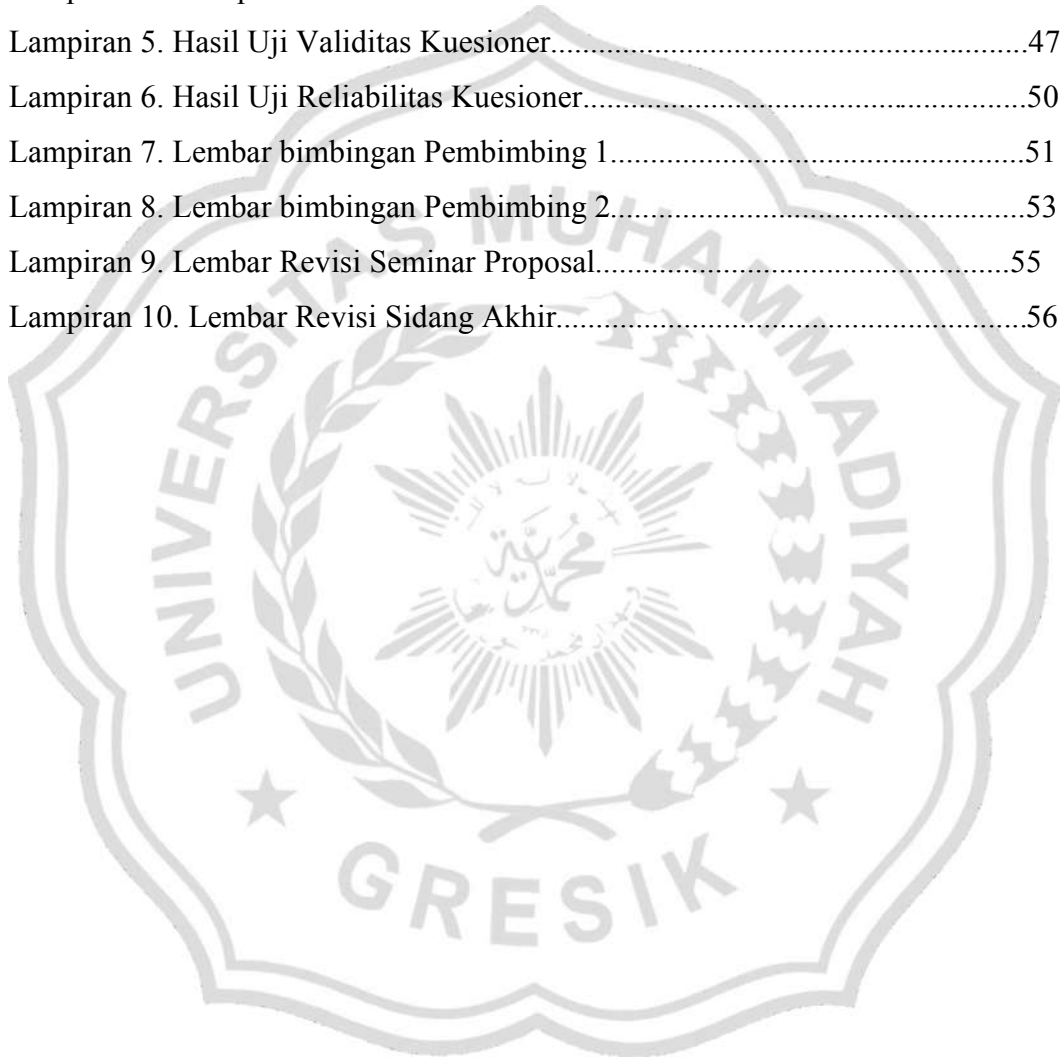 Lampiran 5. Hasil Uji Validitas Kuesioner............................................................47
Lampiran 6. Hasil Uji Reliabilitas Kuesioner........................................................50
Lampiran 7. Lembar bimbingan Pembimbing 1.....................................................51
Lampiran 8. Lembar bimbingan Pembimbing 2.....................................................53
Lampiran 9. Lembar Revisi Seminar Proposal.......................................................55
Lampiran 10. Lembar Revisi Sidang Akhir............................................................56
UNIVERSITAS MUHAMMADIYAH
محمدية
GRESIK